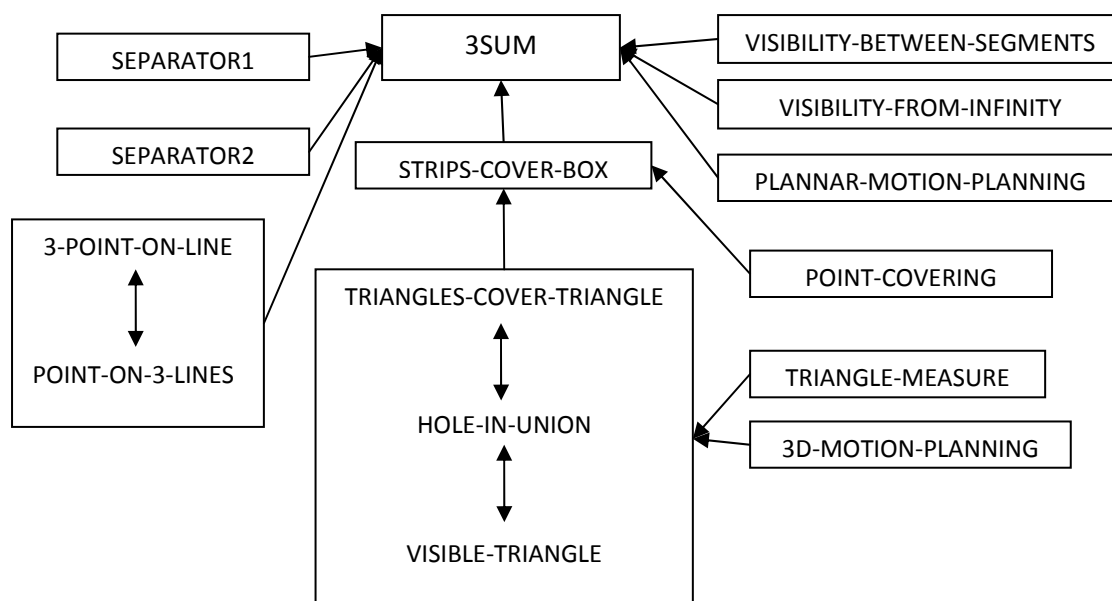 3SUM
SEPARATOR1
VISIBILITY-BETWEEN-SEGMENTS
VISIBILITY-FROM-INFINITY
SEPARATOR2
STRIPS-COVER-BOX
PLANNAR-MOTION-PLANNING
3-POINT-ON-LINE
POINT-ON-3-LINES
POINT-COVERING
TRIANGLES-COVER-TRIANGLE
HOLE-IN-UNION
VISIBLE-TRIANGLE
TRIANGLE-MEASURE
3D-MOTION-PLANNING